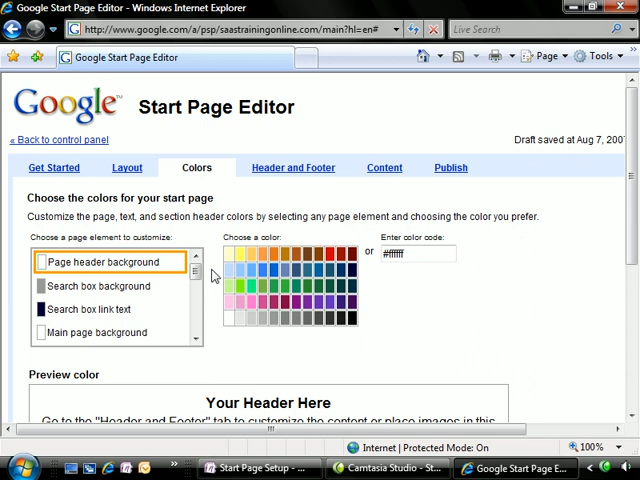 Google Start Page Editor - Windows Internet Explorer
http://www.google.com/a/psp/saastrainingonline.com/main?hl=en#
Live Search
Google Start Page Editor
Page
Tools
Google™
Start Page Editor
« Back to control panel
Draft saved at Aug 7, 200
Get Started
Layout
Colors
Header and Footer
Content
Publish
Choose the colors for your start page
Customize the page, text, and section header colors by selecting any page element and choosing the color you prefer.
Choose a page element to customize:
Choose a color:
Enter color code:
Page header background
or
#ffffff
Search box background
Search box link text
Main page background
Preview color
Your Header Here
Go to the "Header and Footer" tab to customize the content or place images in this
Internet | Protected Mode: On
100%
Start Page Setup - ...
Camtasia Studio - St...
Google Start Page E...